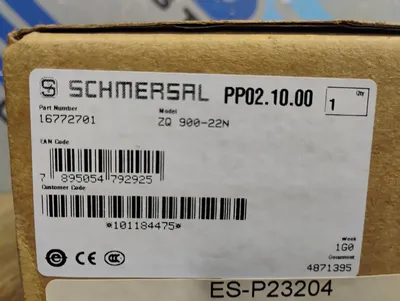 SCHMERSAL PP02.10.00 1 Qty
Part Number Model
16772701 ZQ 900-22N
EAN Code
7 895054 792925
Customer Code
*101184475*
Week
1G0
Document
4871395
ES-P23204